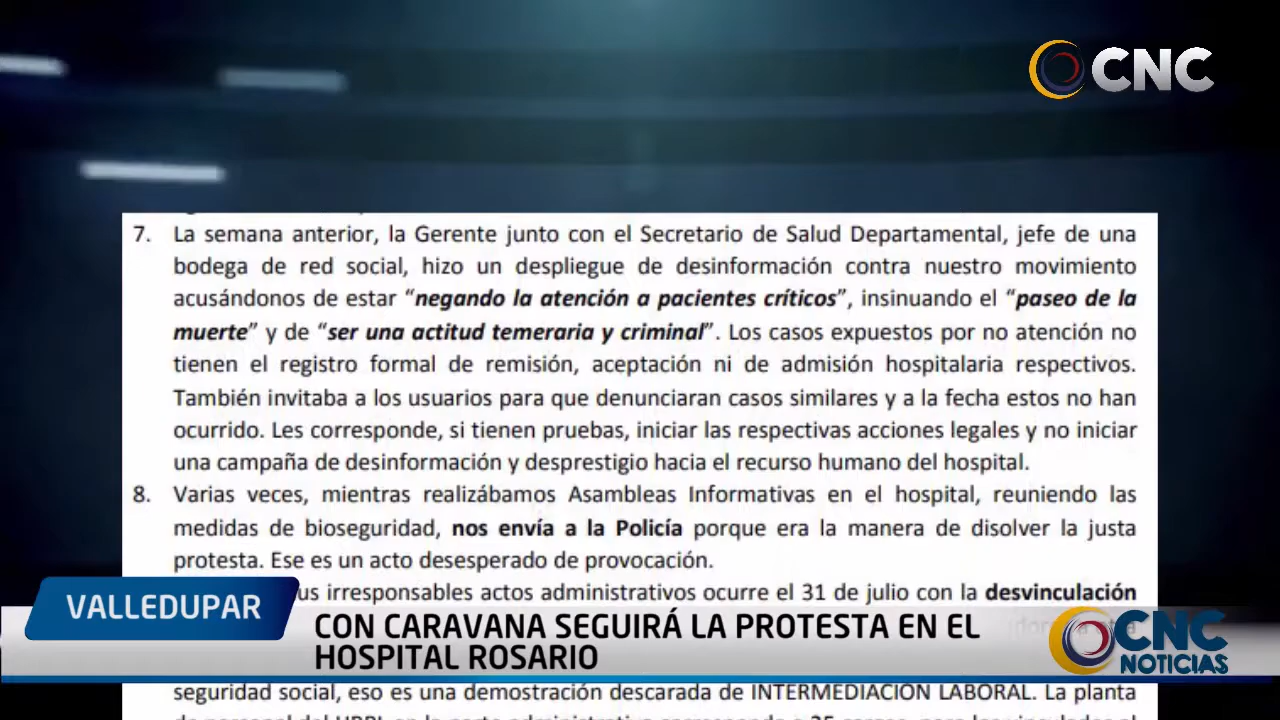 CNC
7. La semana anterior, la Gerente junto con el Secretario de Salud Departamental, jefe de una
bodega de red social, hizo un despliegue de desinformación contra nuestro movimiento
acusándonos de estar “negando la atención a pacientes críticos”, insinuando el “paseo de la
muerte” y de “ser una actitud temeraria y criminal”. Los casos expuestos por no atención no
tienen el registro formal de remisión, aceptación ni de admisión hospitalaria respectivos.
También invitaba a los usuarios para que denunciaran casos similares y a la fecha estos no han
ocurrido. Les corresponde, si tienen pruebas, iniciar las respectivas acciones legales y no iniciar
una campaña de desinformación y desprestigio hacia el recurso humano del hospital.
8. Varias veces, mientras realizábamos Asambleas Informativas en el hospital, reuniendo las
medidas de bioseguridad, nos envía a la Policía porque era la manera de disolver la justa
protesta. Ese es un acto desesperado de provocación.
irresponsables actos administrativos ocurre el 31 de julio con la desvinculación
VALLEDUPAR
CON CARAVANA SEGUIRÁ LA PROTESTA EN EL
HOSPITAL ROSARIO
CNC
NOTICIAS
seguridad social, eso es una demostración descarada de INTERMEDIACIÓN LABORAL. La planta